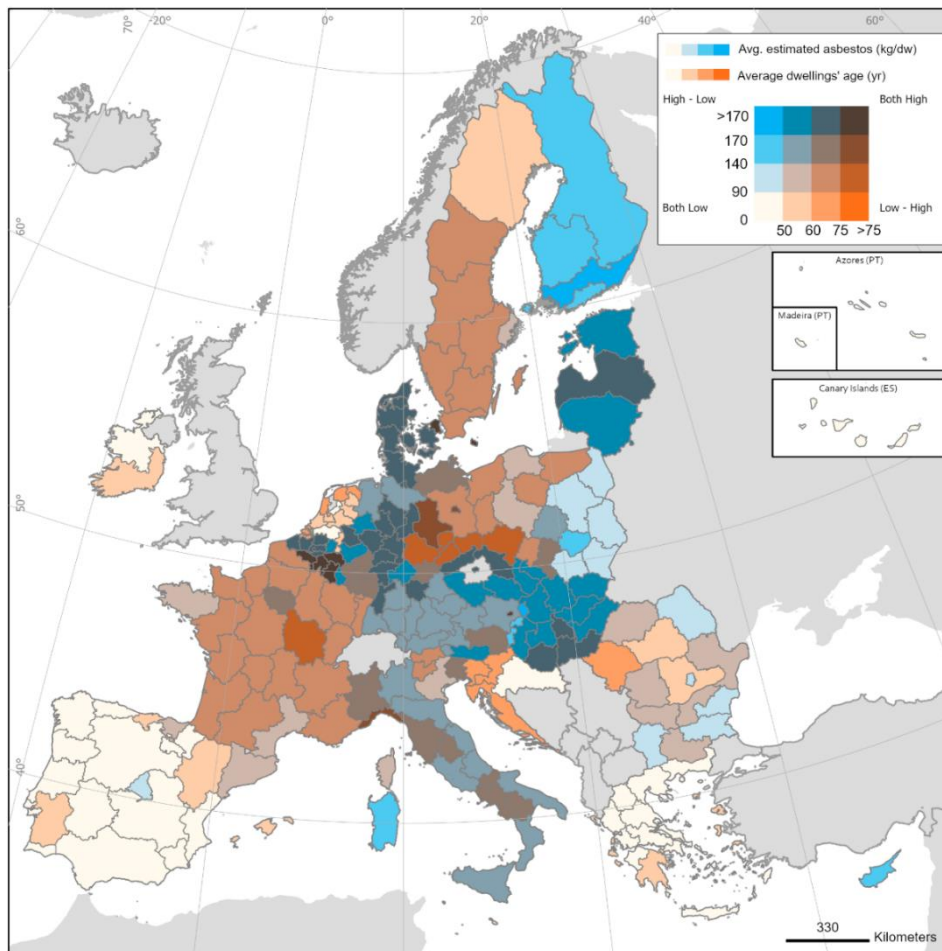 70° -20° 0° 20° 40° 60°
Avg. estimated asbestos (kg/dw)
Average dwellings' age (yr)
High - Low Both High
>170
170
140
90
Both Low Low - High
0
50 60 75 >75
60°
Azores (PT)
Madeira (PT)
Canary Islands (ES)
50°
40°
330
Kilometers